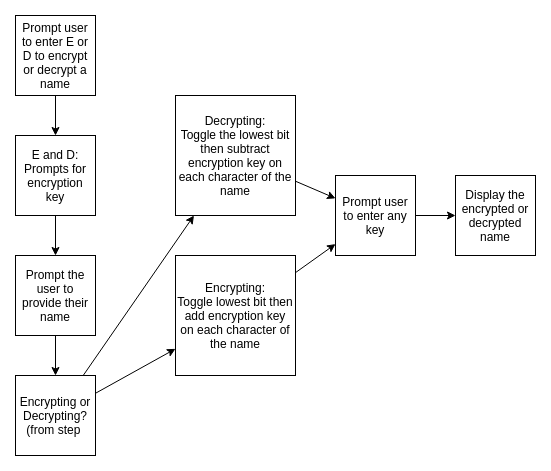 Prompt user
to enter E or
D to encrypt
or decrypt a
name
E and D:
Prompts for
encryption
key
Prompt the
user to
provide their
name
Encrypting or
Decrypting?
(from step
Decrypting:
Toggle the lowest bit
then subtract
encryption key on
each character of the
name
Encrypting:
Toggle lowest bit then
add encryption key
on each character of
the name
Prompt user
to enter any
key
Display the
encrypted or
decrypted
name